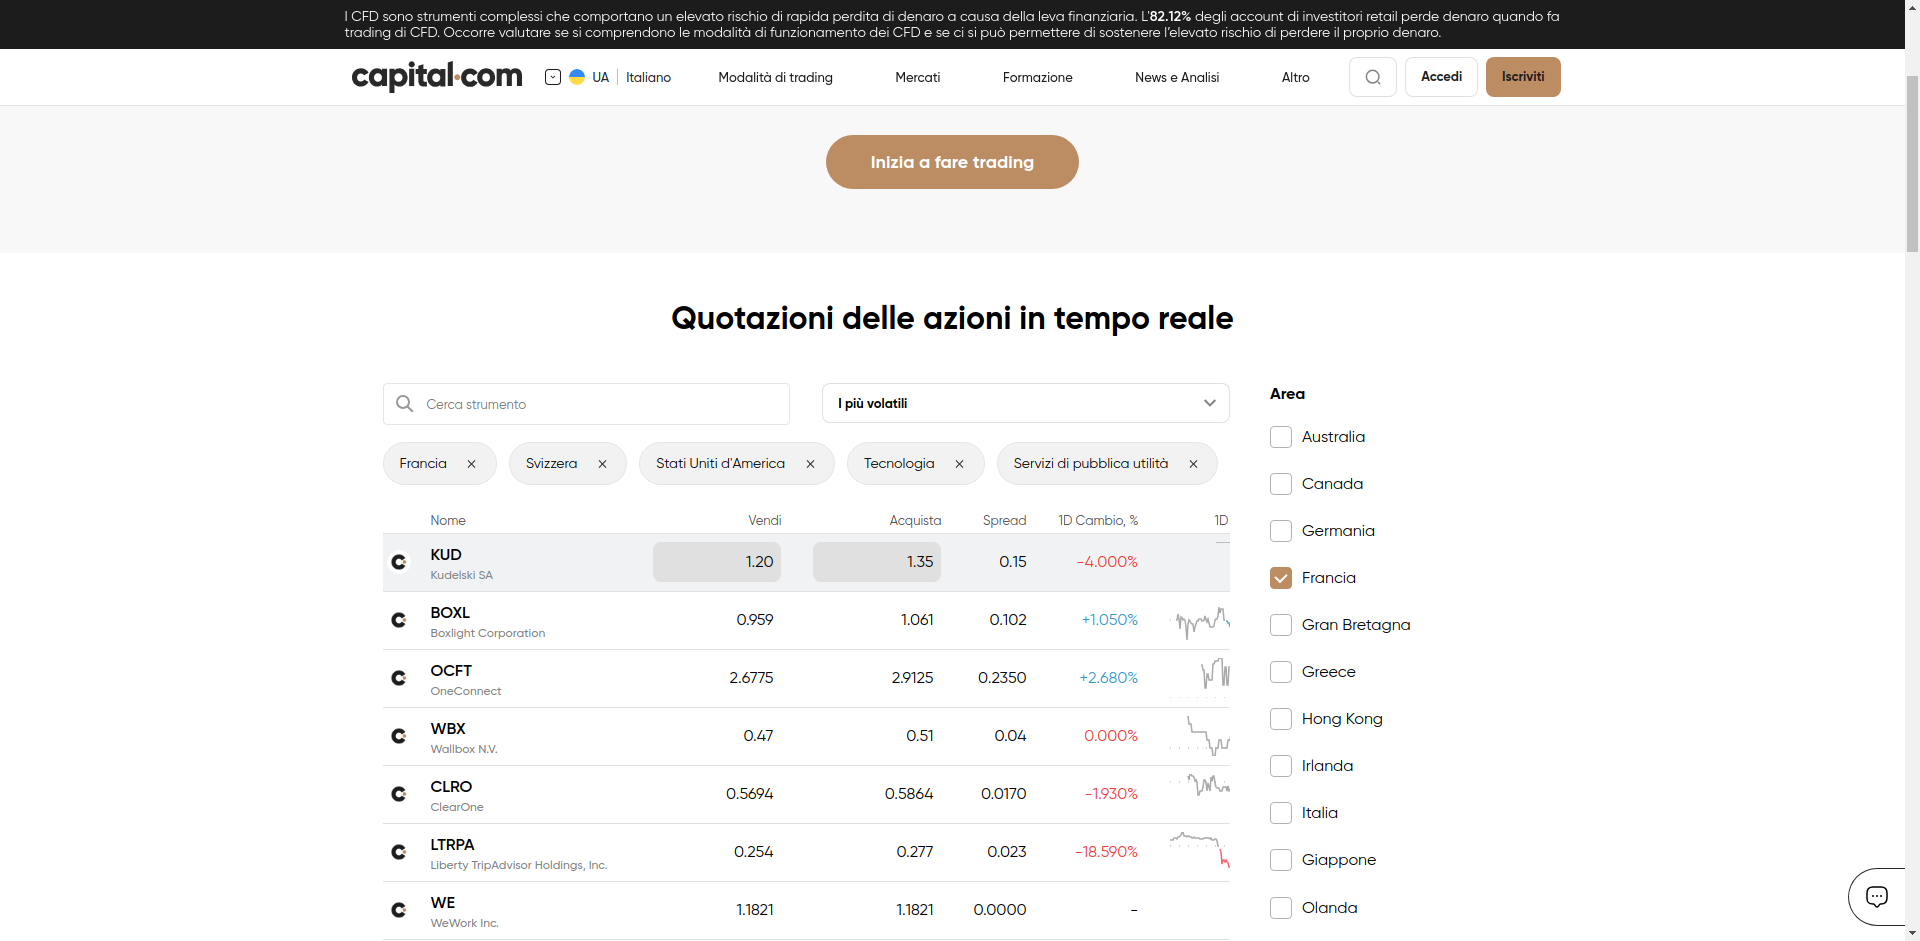 I CFD sono strumenti complessi che comportano un elevato rischio di rapida perdita di denaro a causa della leva finanziaria. L'82.12% degli account di investitori retail perde denaro quando fa
trading di CFD. Occorre valutare se si comprendono le modalità di funzionamento dei CFD e se ci si può permettere di sostenere l'elevato rischio di perdere il proprio denaro.
capital.com UA Italiano Modalità di trading Mercati Formazione News e Analisi Altro Accedi Iscriviti
Inizia a fare trading
Quotazioni delle azioni in tempo reale
Cerca strumento
I più volatili
Francia Svizzera Stati Uniti d'America Tecnologia Servizi di pubblica utilità
Nome Vendi Acquista Spread 1D Cambio, % 1D
KUD 1.20 1.35 0.15 -4.000%
Kudelski SA
BOXL 0.959 1.061 0.102 +1.050%
Boxlight Corporation
OCFT 2.6775 2.9125 0.2350 +2.680%
OneConnect
WBX 0.47 0.51 0.04 0.000%
Wallbox N.V.
CLRO 0.5694 0.5864 0.0170 -1.930%
ClearOne
LTRPA 0.254 0.277 0.023 -18.590%
Liberty TripAdvisor Holdings, Inc.
WE 1.1821 1.1821 0.0000 -
WeWork Inc.
Area
Australia
Canada
Germania
Francia
Gran Bretagna
Greece
Hong Kong
Irlanda
Italia
Giappone
Olanda